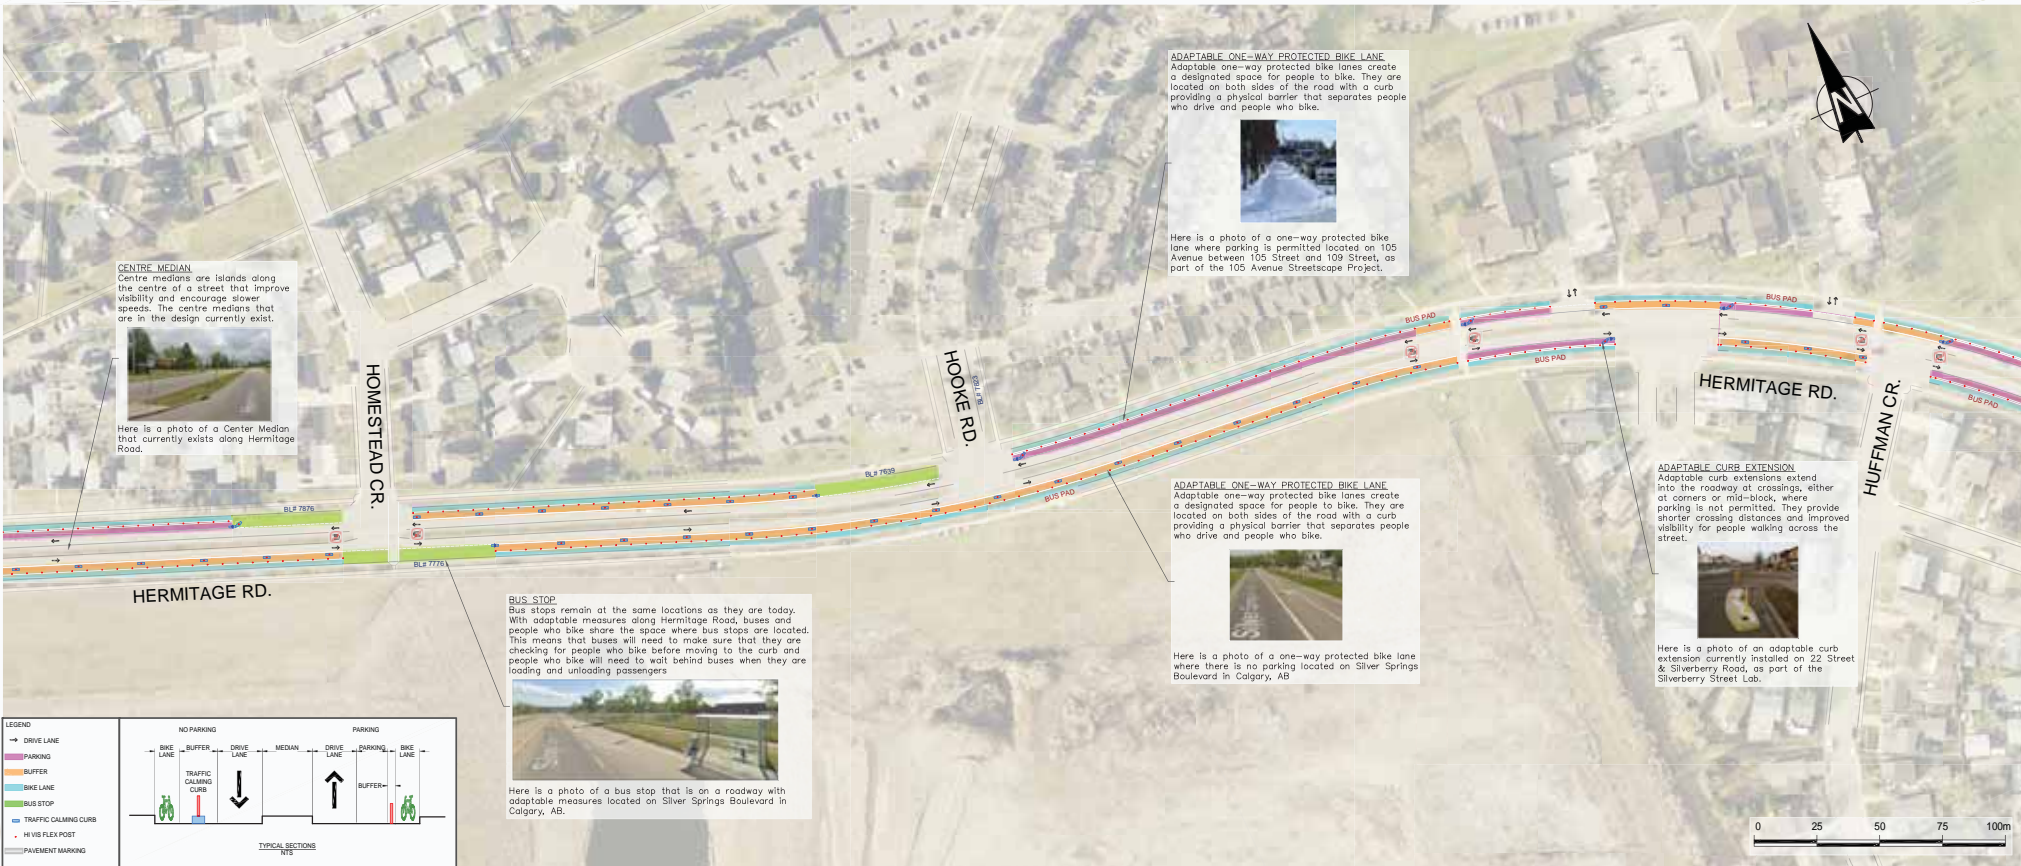 ADAPTABLE ONE-WAY PROTECTED BIKE LANE
Adaptable one-way protected bike lanes create
a designated space for people to bike. They are
located on both sides of the road with a curb
providing a physical barrier that separates people
who drive and people who bike.
Here is a photo of a one-way protected bike
lane where parking is permitted located on 105
Avenue between 105 Street and 109 Street, as
part of the 105 Avenue Streetscape Project.
N
CENTRE MEDIAN
Centre medians are islands along
the centre of a street that improve
visibility and encourage slower
speeds. The centre medians that
are in the design currently exist.
Here is a photo of a Center Median
that currently exists along Hermitage
Road.
HOMESTEAD CR.
HOOKE RD.
BL# 7623
BUS PAD
BUS PAD
BUS PAD
HERMITAGE RD.
HUFFMAN CR.
BUS PAD
BL# 7639
BL# 7876
BUS PAD
BL# 7776
HERMITAGE RD.
ADAPTABLE ONE-WAY PROTECTED BIKE LANE
Adaptable one-way protected bike lanes create
a designated space for people to bike. They are
located on both sides of the road with a curb
providing a physical barrier that separates people
who drive and people who bike.
Here is a photo of a one-way protected bike lane
where there is no parking located on Silver Springs
Boulevard in Calgary, AB
ADAPTABLE CURB EXTENSION
Adaptable curb extensions extend
into the roadway at crossings, either
at corners or mid-block, where
parking is not permitted. They provide
shorter crossing distances and improved
visibility for people walking across the
street.
Here is a photo of an adaptable curb
extension currently installed on 22 Street
& Silverberry Road, as part of the
Silverberry Street Lab.
BUS STOP
Bus stops remain at the same locations as they are today.
With adaptable measures along Hermitage Road, buses and
people who bike share the space where bus stops are located.
This means that buses will need to make sure that they are
checking for people who bike before moving to the curb and
people who bike will need to wait behind buses when they are
loading and unloading passengers
Here is a photo of a bus stop that is on a roadway with
adaptable measures located on Silver Springs Boulevard in
Calgary, AB.
LEGEND
DRIVE LANE
PARKING
BUFFER
BIKE LANE
BUS STOP
TRAFFIC CALMING CURB
HI VIS FLEX POST
PAVEMENT MARKING
NO PARKING
PARKING
BIKE LANE
BUFFER
DRIVE LANE
MEDIAN
DRIVE LANE
PARKING
BIKE LANE
TRAFFIC
CALMING
CURB
BUFFER
TYPICAL SECTIONS
NTS
0 25 50 75 100m